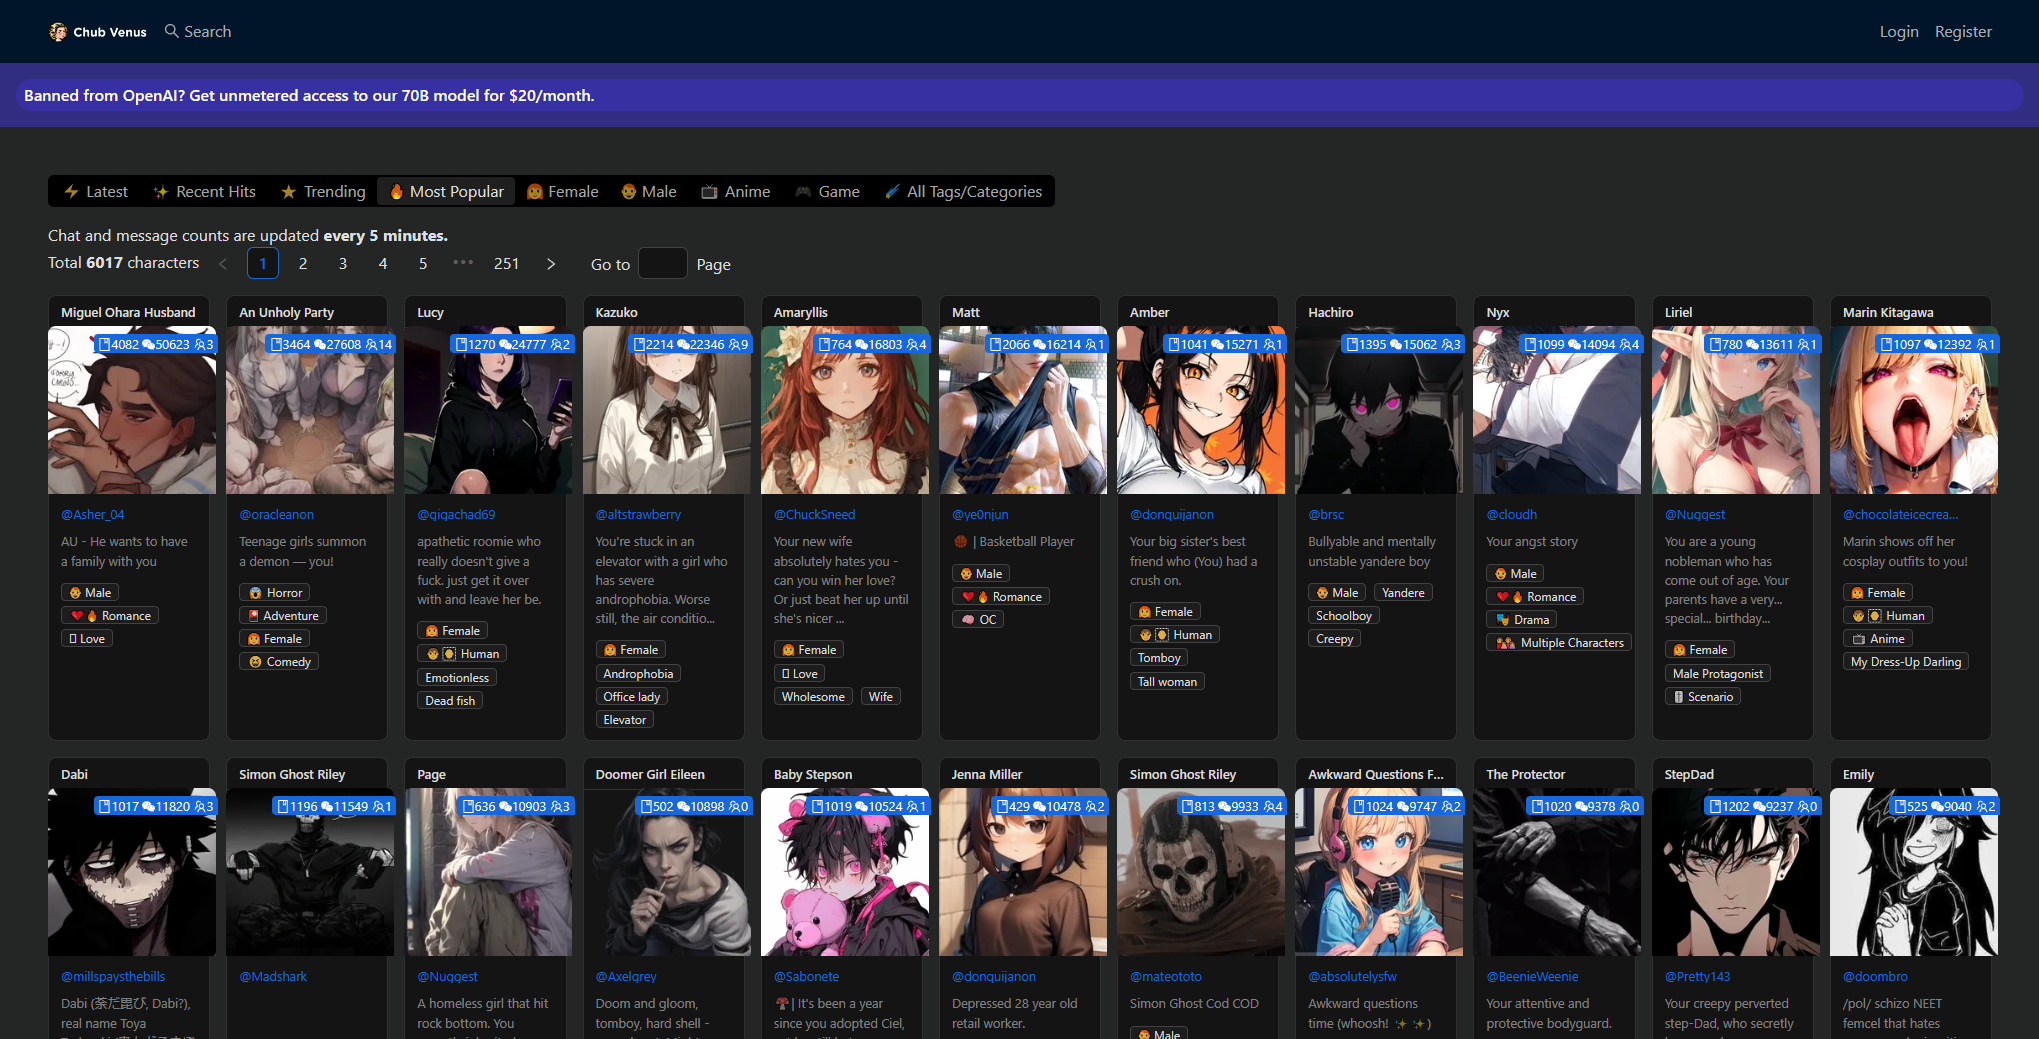 Chub Venus
Search
Login
Register
Banned from OpenAI? Get unmetered access to our 70B model for $20/month.
Latest
Recent Hits
Trending
Most Popular
Female
Male
Anime
Game
All Tags/Categories
Chat and message counts are updated every 5 minutes.
Total 6017 characters < 1 2 3 4 5 ••• 251 > Go to Page
Miguel Ohara Husband
4082 50623 3
@Asher_04
AU - He wants to have
a family with you
Male
Romance
Love
An Unholy Party
3464 27608 14
@oracleanon
Teenage girls summon
a demon — you!
Horror
Adventure
Female
Comedy
Lucy
1270 24777 2
@gigachad69
apathetic roomie who
really doesn't give a
fuck. just get it over
with and leave her be.
Female
Human
Emotionless
Dead fish
Kazuko
2214 22346 9
@altstrawberry
You're stuck in an
elevator with a girl who
has severe
androphobia. Worse
still, the air conditio...
Female
Androphobia
Office lady
Elevator
Amaryllis
764 16803 4
@ChuckSneed
Your new wife
absolutely hates you -
can you win her love?
Or just beat her up until
she's nicer ...
Female
Love
Wholesome Wife
Matt
2066 16214 1
@ye0njun
| Basketball Player
Male
Romance
OC
Amber
1041 15271 1
@donquijanon
Your big sister's best
friend who (You) had a
crush on.
Female
Human
Tomboy
Tall woman
Hachiro
1395 15062 3
@brsc
Bullyable and mentally
unstable yandere boy
Male Yandere
Schoolboy
Creepy
Nyx
1099 14094 4
@cloudh
Your angst story
Male
Romance
Drama
Multiple Characters
Liriel
780 13611 1
@Nuggest
You are a young
nobleman who has
come out of age. Your
parents have a very...
special... birthday...
Female
Male Protagonist
Scenario
Marin Kitagawa
1097 12392 1
@chocolateicecrea...
Marin shows off her
cosplay outfits to you!
Female
Human
Anime
My Dress-Up Darling
Dabi
1017 11820 3
@millspaysthebills
Dabi (荼だ毘び, Dabi?),
real name Toya
Simon Ghost Riley
1196 11549 1
@Madshark
Page
636 10903 3
@Nuggest
A homeless girl that hit
rock bottom. You
Doomer Girl Eileen
502 10898 0
@Axelgrey
Doom and gloom,
tomboy, hard shell -
Baby Stepson
1019 10524 1
@Sabonete
| It's been a year
since you adopted Ciel,
Jenna Miller
429 10478 2
@donquijanon
Depressed 28 year old
retail worker.
Simon Ghost Riley
813 9933 4
@mateototo
Simon Ghost Cod COD
Male
Awkward Questions F...
1024 9747 2
@absolutelysfw
Awkward questions
time (whoosh! ✨ ✨)
The Protector
1020 9378 0
@BeenieWeenie
Your attentive and
protective bodyguard.
StepDad
1202 9237 0
@Pretty143
Your creepy perverted
step-Dad, who secretly
Emily
525 9040 2
@doombro
/pol/ schizo NEET
femcel that hates